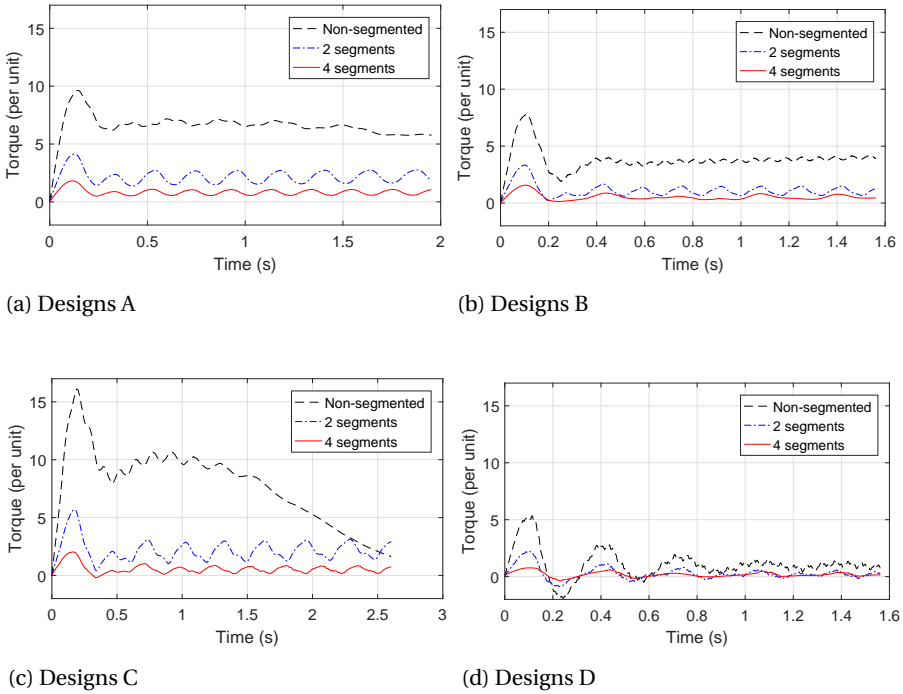 15
10
5
0
Torque (per unit)
Non-segmented
2 segments
4 segments
0 0.5 1 1.5 2
Time (s)
(a) Designs A
15
10
5
0
Torque (per unit)
Non-segmented
2 segments
4 segments
0 0.2 0.4 0.6 0.8 1 1.2 1.4 1.6
Time (s)
(b) Designs B
15
10
5
0
Torque (per unit)
Non-segmented
2 segments
4 segments
0 0.5 1 1.5 2 2.5 3
Time (s)
(c) Designs C
15
10
5
0
Torque (per unit)
Non-segmented
2 segments
4 segments
0 0.2 0.4 0.6 0.8 1 1.2 1.4 1.6
Time (s)
(d) Designs D